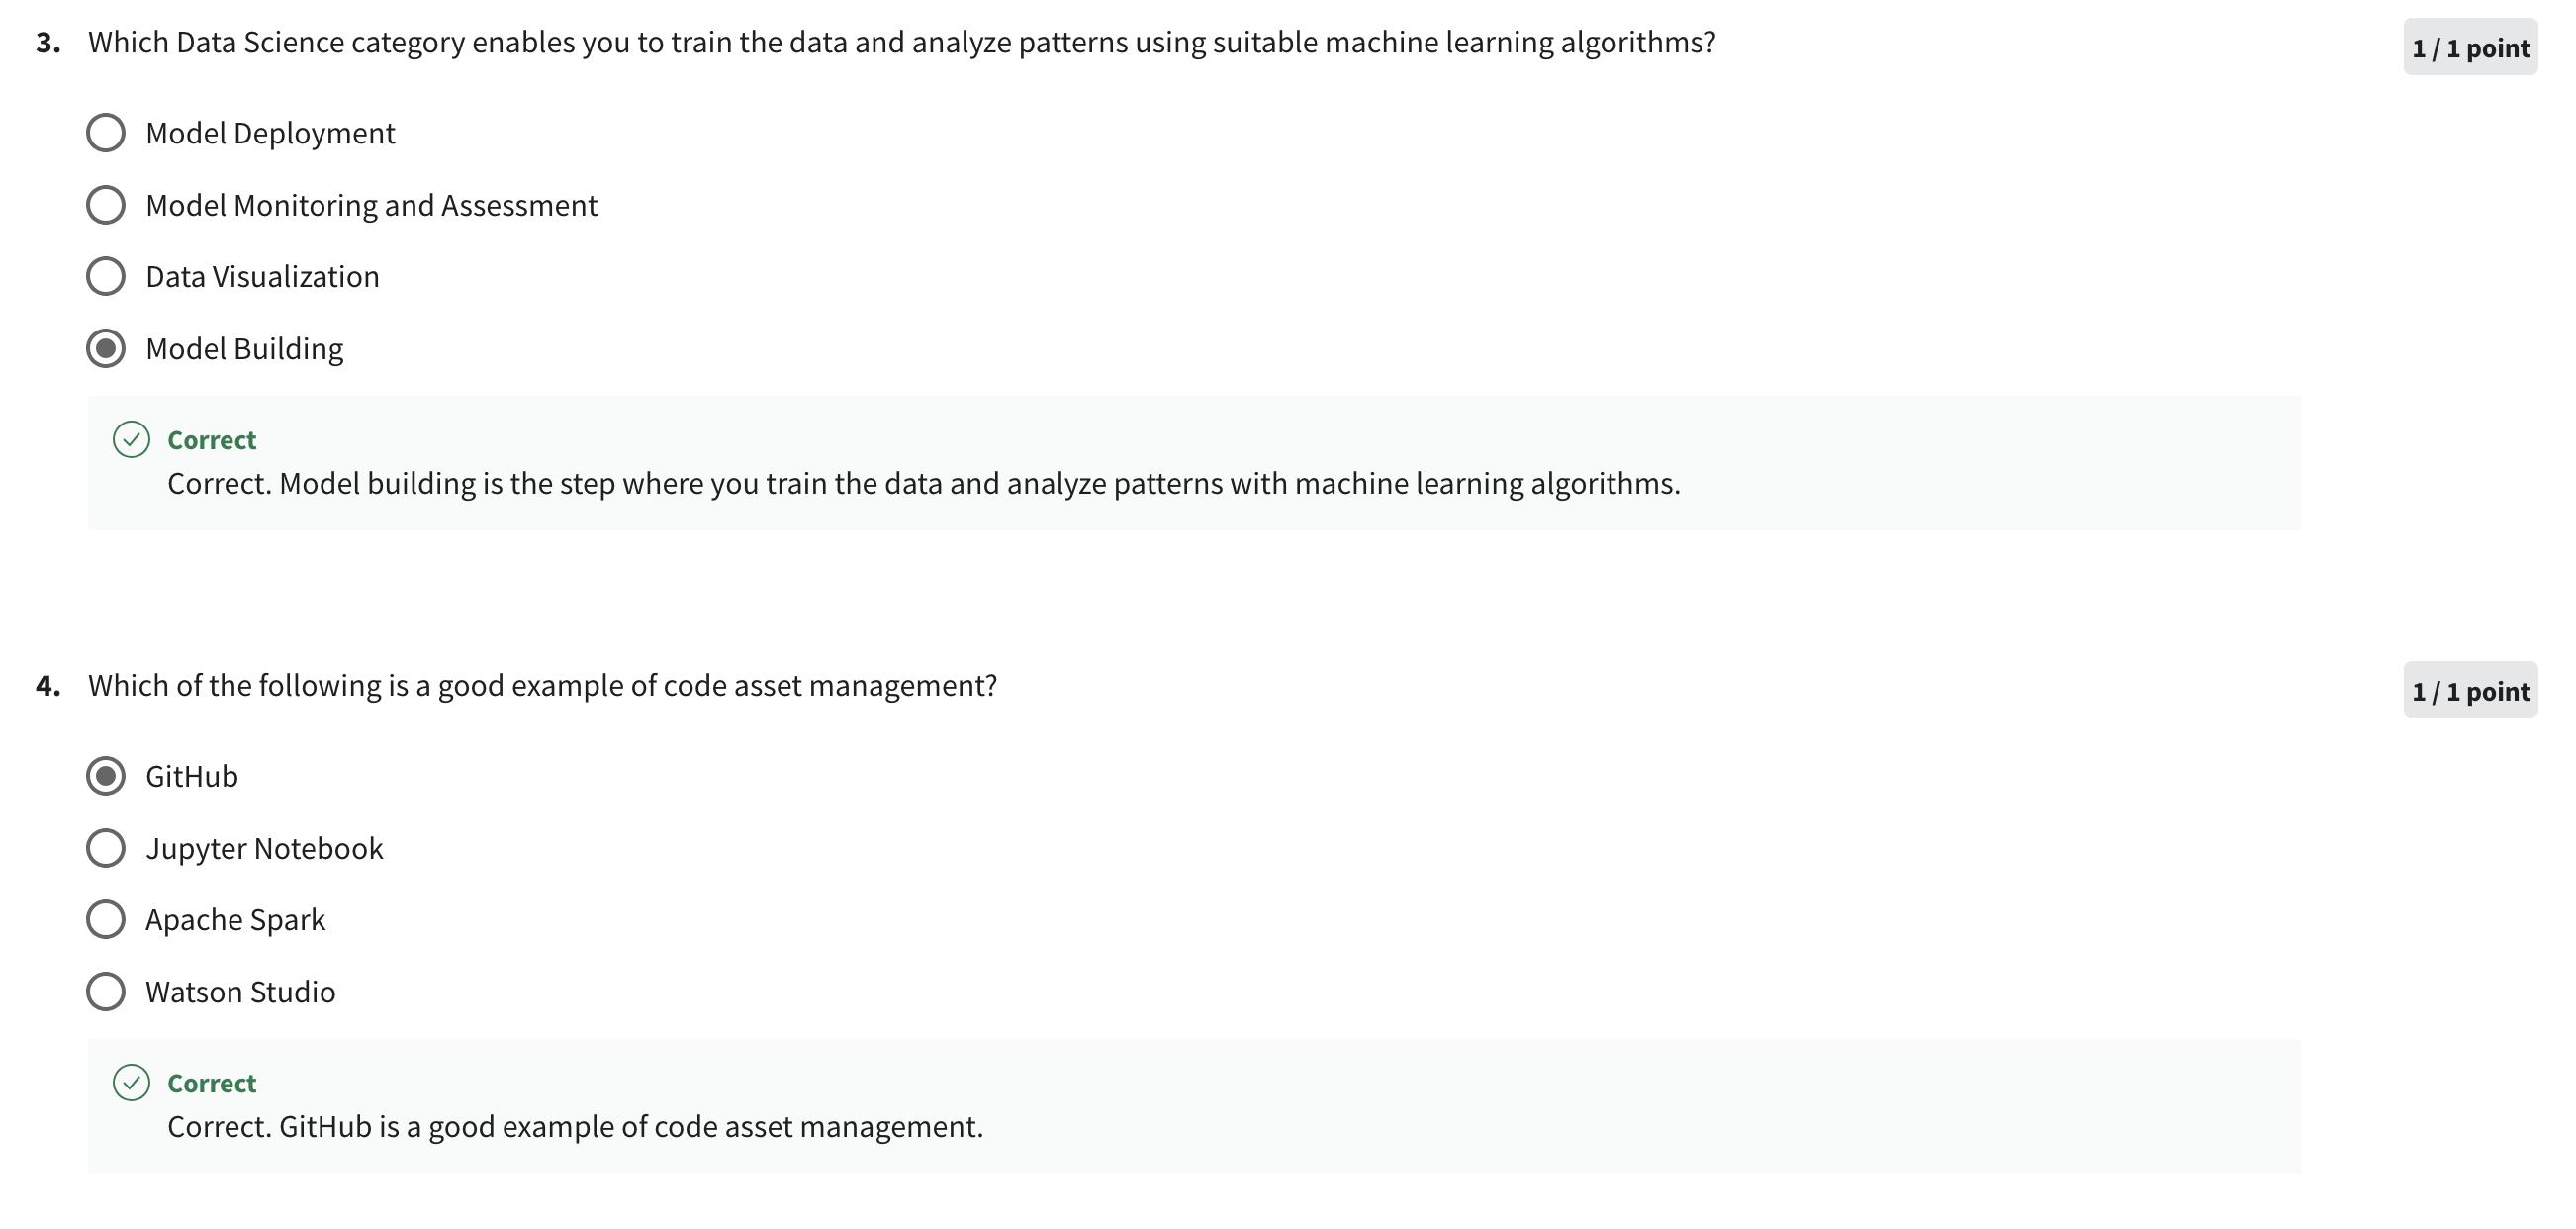 3. Which Data Science category enables you to train the data and analyze patterns using suitable machine learning algorithms?
1 / 1 point
Model Deployment
Model Monitoring and Assessment
Data Visualization
Model Building
Correct
Correct. Model building is the step where you train the data and analyze patterns with machine learning algorithms.
4. Which of the following is a good example of code asset management?
1 / 1 point
GitHub
Jupyter Notebook
Apache Spark
Watson Studio
Correct
Correct. GitHub is a good example of code asset management.